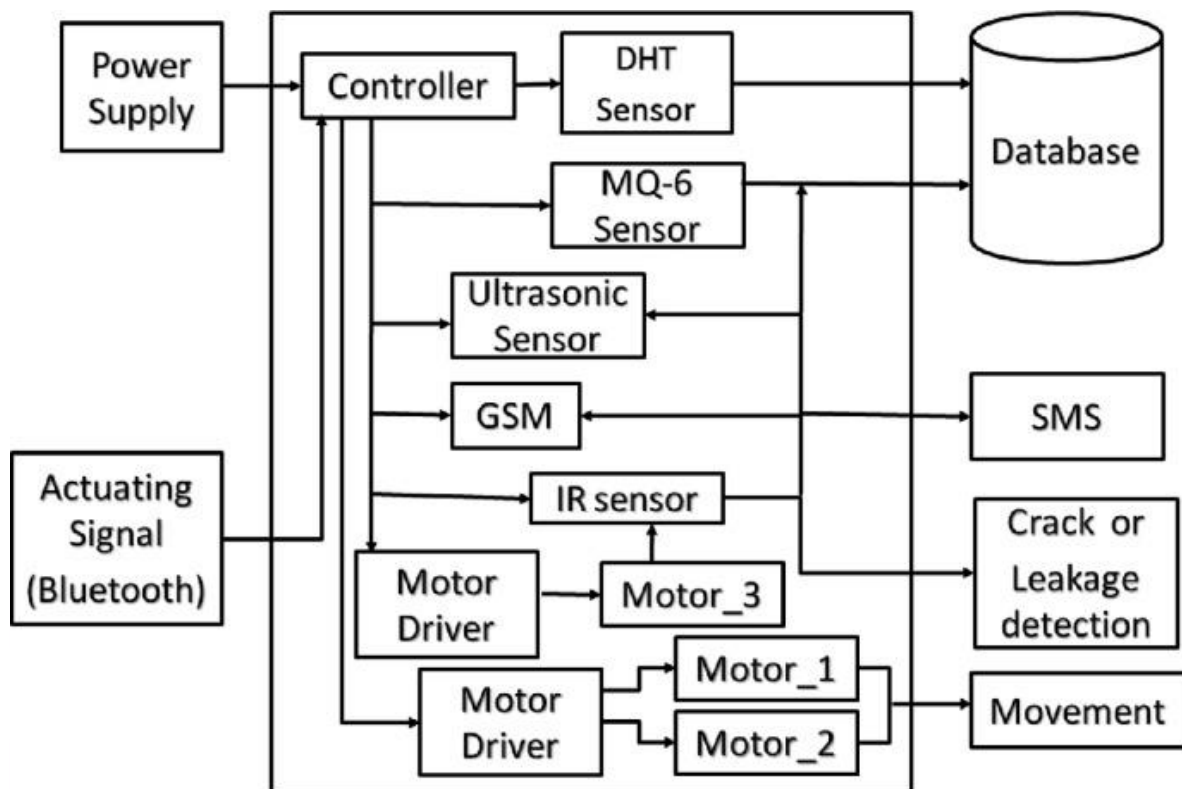 Power
Supply
Controller
DHT
Sensor
Database
MQ-6
Sensor
Ultrasonic
Sensor
GSM
SMS
Actuating
Signal
(Bluetooth)
IR sensor
Crack or
Leakage
detection
Motor
Driver
Motor_3
Motor
Driver
Motor_1
Motor_2
Movement